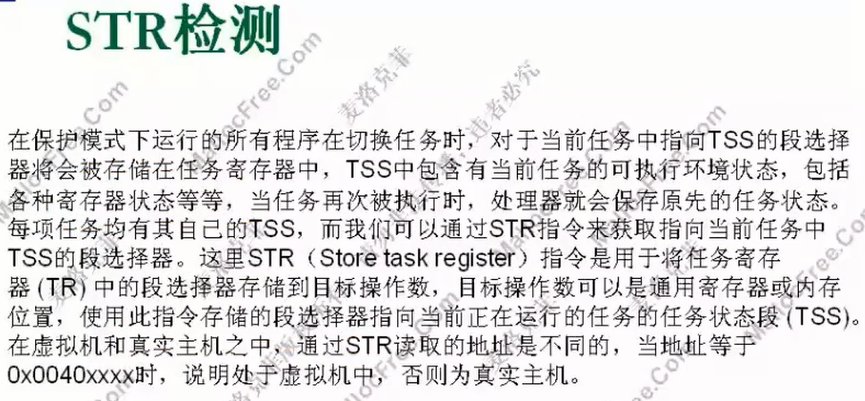 STR检测
在保护模式下运行的所有程序在切换任务时，对于当前任务中指向TSS的段选择
器将会被存储在任务寄存器中，TSS中包含有当前任务的可执行环境状态，包括
各种寄存器状态等等，当任务再次被执行时，处理器就会保存原先的任务状态。
每项任务均有其自己的TSS，而我们可以通过STR指令来获取指向当前任务中
TSS的段选择器。这里STR（Store task register）指令是用于将任务寄存
器 (TR) 中的段选择器存储到目标操作数，目标操作数可以是通用寄存器或内存
位置，使用此指令存储的段选择器指向当前正在运行的任务的任务状态段 (TSS)。
在虚拟机和真实主机之中，通过STR读取的地址是不同的，当地址等于
0x0040xxxx时，说明处于虚拟机中，否则为真实主机。
MallocFree.Com
麦洛克菲
违者必究